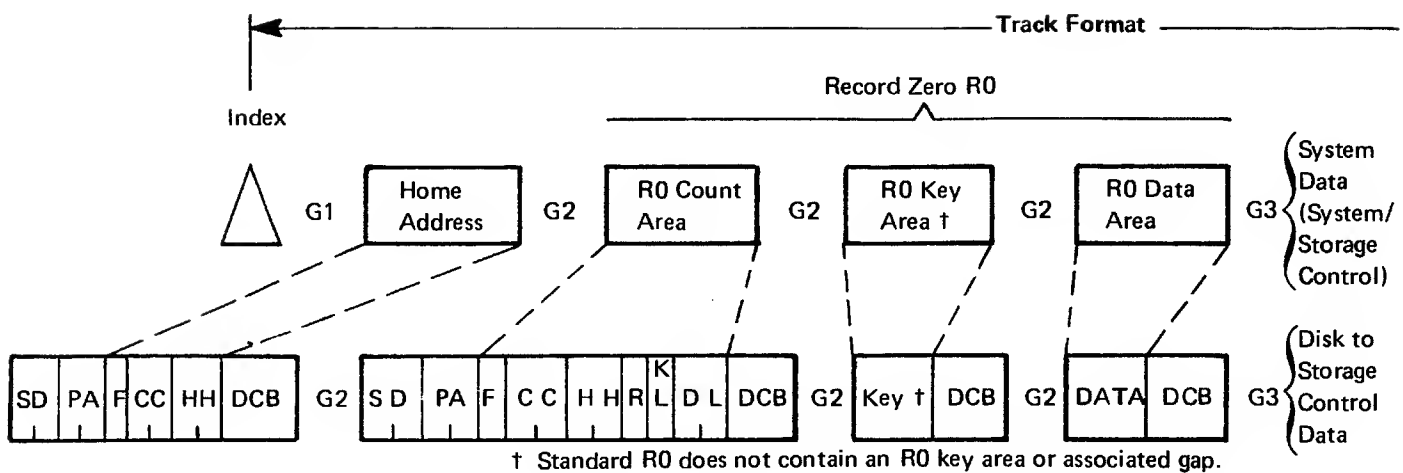 Track Format
Record Zero R0
Index
G1
Home
Address
G2
R0 Count
Area
G2
R0 Key
Area †
G2
R0 Data
Area
G3
System
Data
(System/
Storage
Control)
SD PA F CC HH DCB G2 S D PA F C C H H R K L D L DCB G2 Key † DCB G2 DATA DCB G3
Disk to
Storage
Control
Data
† Standard R0 does not contain an R0 key area or associated gap.